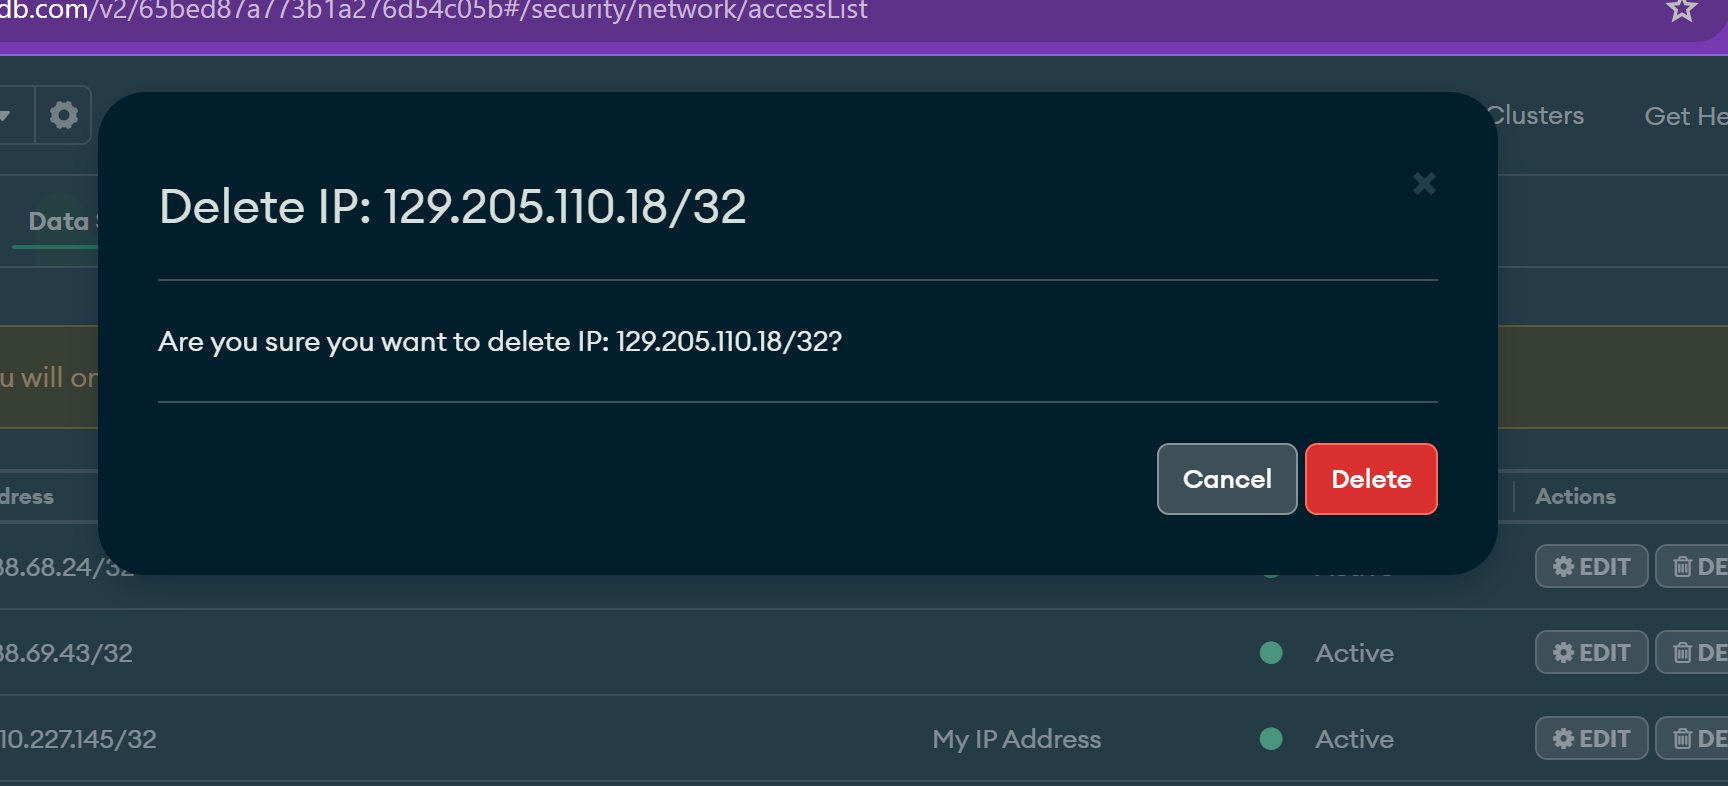 db.com/v2/65bed87a773b1a276d54c05b#/security/network/accessList
Clusters
Get He
Data
Delete IP: 129.205.110.18/32
Are you sure you want to delete IP: 129.205.110.18/32?
u will on
Cancel
Delete
dress
Actions
38.68.24/32
Active
EDIT
DE
38.69.43/32
Active
EDIT
DE
10.227.145/32
My IP Address
Active
EDIT
DE